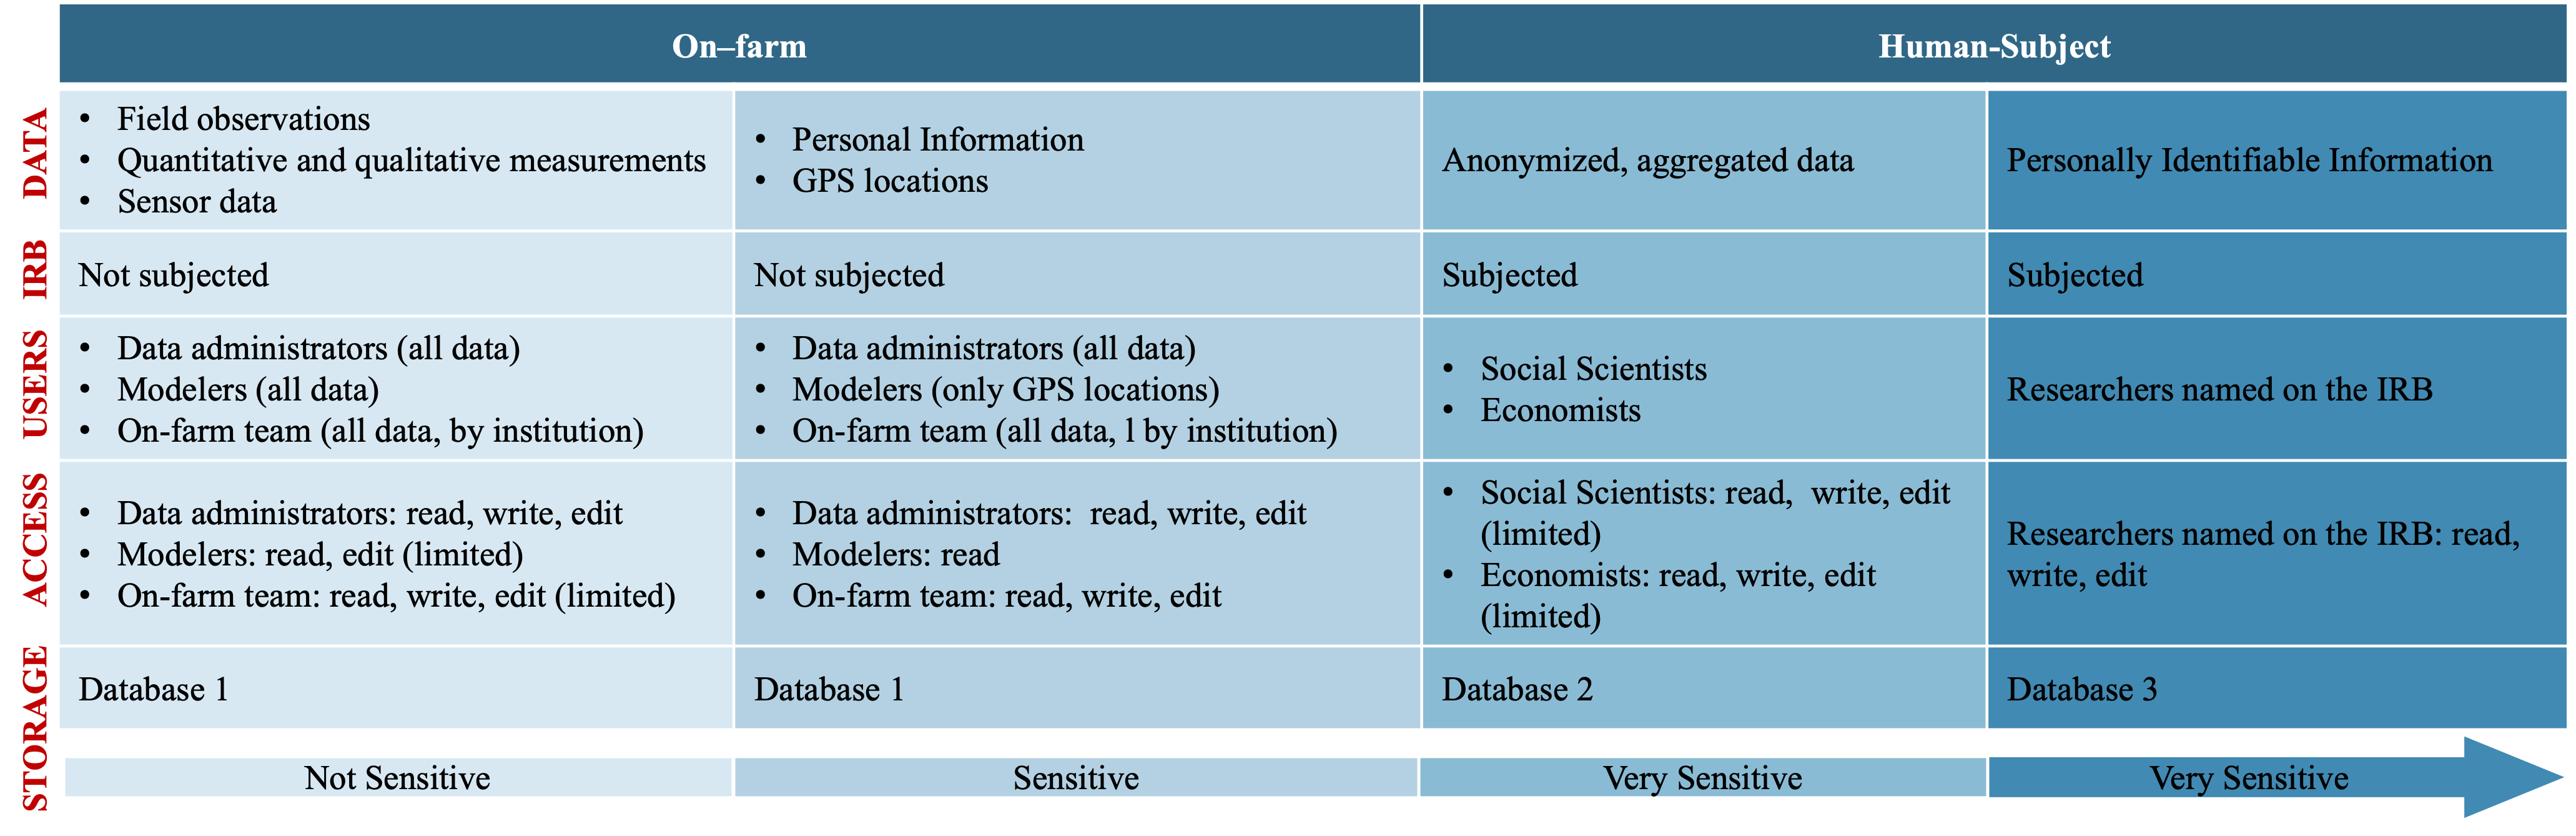 On–farm
Human-Subject
DATA
• Field observations
• Quantitative and qualitative measurements
• Sensor data
• Personal Information
• GPS locations
Anonymized, aggregated data
Personally Identifiable Information
IRB
Not subjected
Not subjected
Subjected
Subjected
USERS
• Data administrators (all data)
• Modelers (all data)
• On-farm team (all data, by institution)
• Data administrators (all data)
• Modelers (only GPS locations)
• On-farm team (all data, l by institution)
• Social Scientists
• Economists
Researchers named on the IRB
ACCESS
• Data administrators: read, write, edit
• Modelers: read, edit (limited)
• On-farm team: read, write, edit (limited)
• Data administrators:  read, write, edit
• Modelers: read
• On-farm team: read, write, edit
• Social Scientists: read,  write, edit
(limited)
• Economists: read, write, edit
(limited)
Researchers named on the IRB: read,
write, edit
STORAGE
Database 1
Database 1
Database 2
Database 3
Not Sensitive
Sensitive
Very Sensitive
Very Sensitive